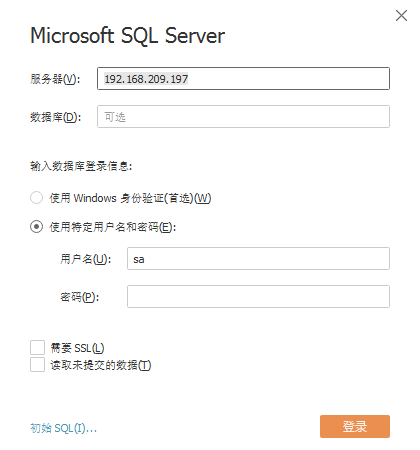 Microsoft SQL Server
服务器(V): 192.168.209.197
数据库(D): 可选
输入数据库登录信息:
使用 Windows 身份验证(首选)(W)
使用特定用户名和密码(E):
用户名(U): sa
密码(P):
需要 SSL(L)
读取未提交的数据(T)
初始 SQL(I)... 登录